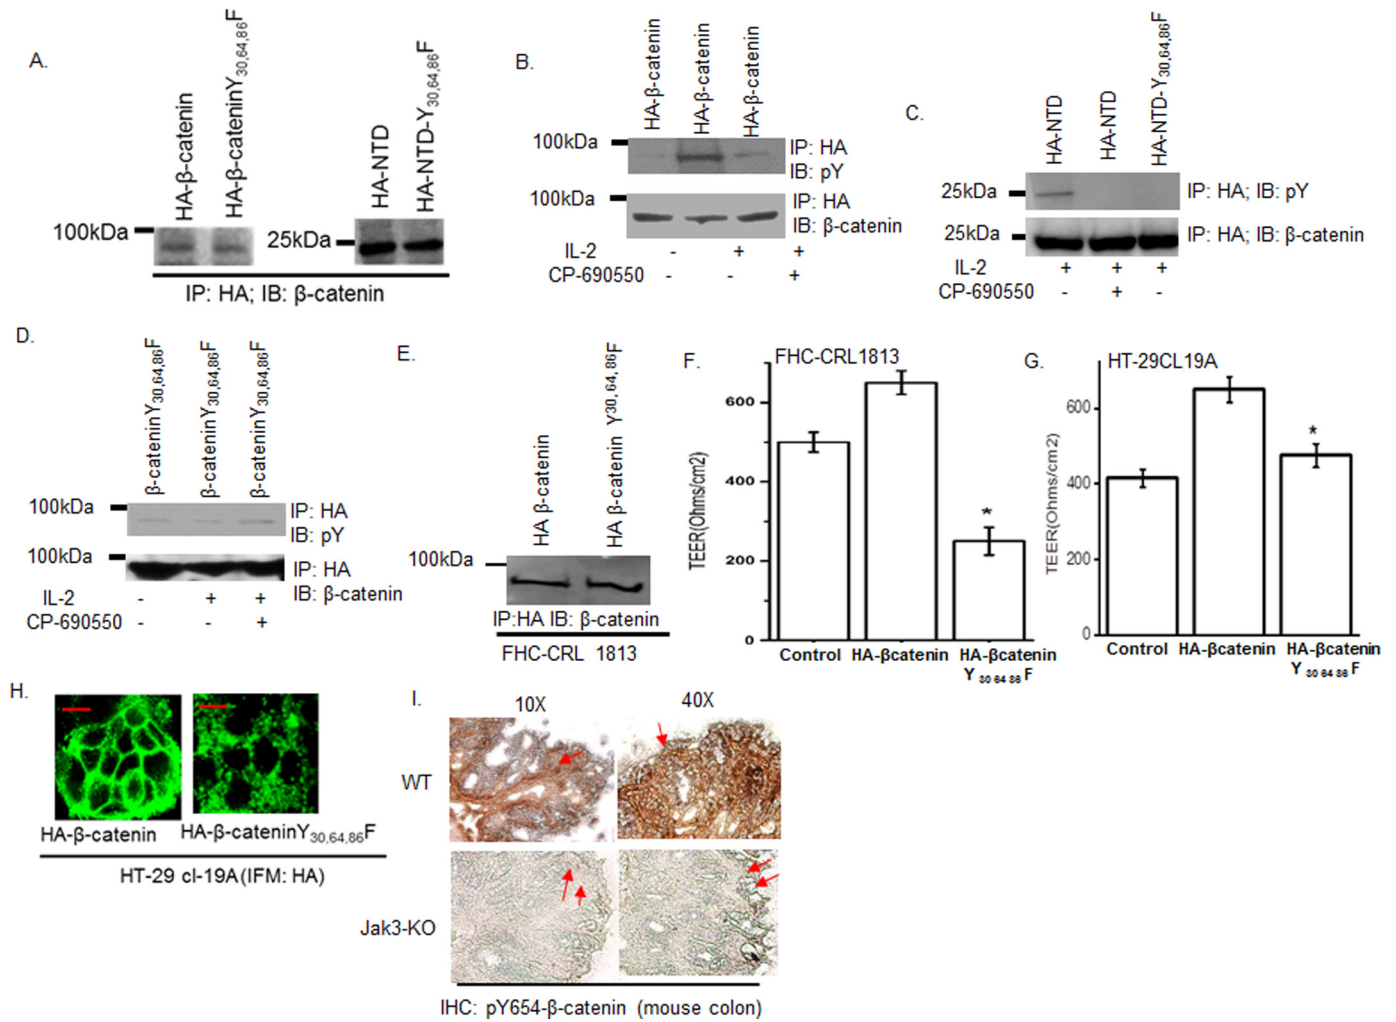 A.
HA-β-catenin
HA-β-cateninY30,64,86F
HA-NTD
HA-NTD-Y30,64,86F
100kDa
25kDa
IP: HA; IB: β-catenin
B.
HA-β-catenin
HA-β-catenin
HA-β-catenin
100kDa
IP: HA
IB: pY
100kDa
IP: HA
IB: β-catenin
IL-2 - + +
CP-690550 - - +
C.
HA-NTD
HA-NTD
HA-NTD-Y30,64,86F
25kDa
IP: HA; IB: pY
25kDa
IP: HA; IB: β-catenin
IL-2 + + +
CP-690550 - + -
D.
β-cateninY30,64,86F
β-cateninY30,64,86F
β-cateninY30,64,86F
100kDa
IP: HA
IB: pY
100kDa
IP: HA
IB: β-catenin
IL-2 - + +
CP-690550 - - +
E.
HA β-catenin
HA β-catenin Y30,64,86F
100kDa
IP:HA IB: β-catenin
FHC-CRL 1813
F.
FHC-CRL1813
TEER(Ohms/cm2)
600
400
200
0
*
Control
HA-βcatenin
HA-βcatenin
Y 30 64 86 F
G.
HT-29CL19A
TEER(Ohms/cm2)
600
400
200
0
*
Control
HA-βcatenin
HA-βcatenin
Y 30 64 86 F
H.
HA-β-catenin
HA-β-cateninY30,64,86F
HT-29 cl-19A(IFM: HA)
I.
10X
40X
WT
Jak3-KO
IHC: pY654-β-catenin (mouse colon)